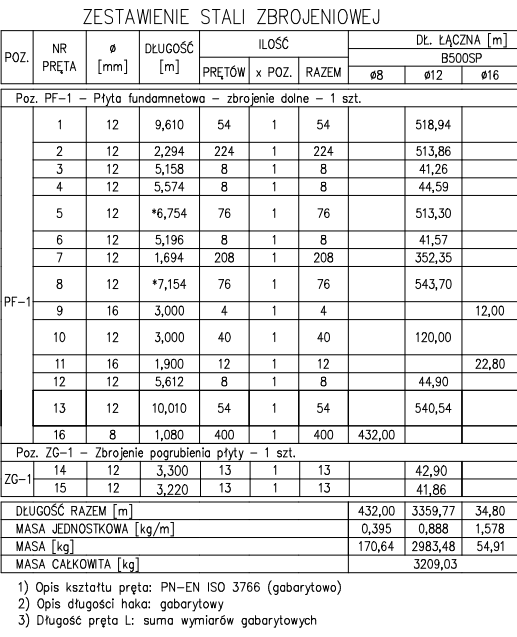 ZESTAWIENIE STALI ZBROJENIOWEJ
POZ. NR PRĘTA ø [mm] DŁUGOŚĆ [m] ILOŚĆ DŁ. ŁĄCZNA [m]
B500SP
PRĘTÓW x POZ. RAZEM ø8 ø12 ø16
Poz. PF-1 – Płyta fundamnetowa – zbrojenie dolne – 1 szt.
PF-1
1 12 9,610 54 1 54 518,94
2 12 2,294 224 1 224 513,86
3 12 5,158 8 1 8 41,26
4 12 5,574 8 1 8 44,59
5 12 *6,754 76 1 76 513,30
6 12 5,196 8 1 8 41,57
7 12 1,694 208 1 208 352,35
8 12 *7,154 76 1 76 543,70
9 16 3,000 4 1 4 12,00
10 12 3,000 40 1 40 120,00
11 16 1,900 12 1 12 22,80
12 12 5,612 8 1 8 44,90
13 12 10,010 54 1 54 540,54
16 8 1,080 400 1 400 432,00
Poz. ZG-1 – Zbrojenie pogrubienia płyty – 1 szt.
ZG-1
14 12 3,300 13 1 13 42,90
15 12 3,220 13 1 13 41,86
DŁUGOŚĆ RAZEM [m] 432,00 3359,77 34,80
MASA JEDNOSTKOWA [kg/m] 0,395 0,888 1,578
MASA [kg] 170,64 2983,48 54,91
MASA CAŁKOWITA [kg] 3209,03
1) Opis kształtu pręta: PN-EN ISO 3766 (gabarytowo)
2) Opis długości haka: gabarytowy
3) Długość pręta L: suma wymiarów gabarytowych